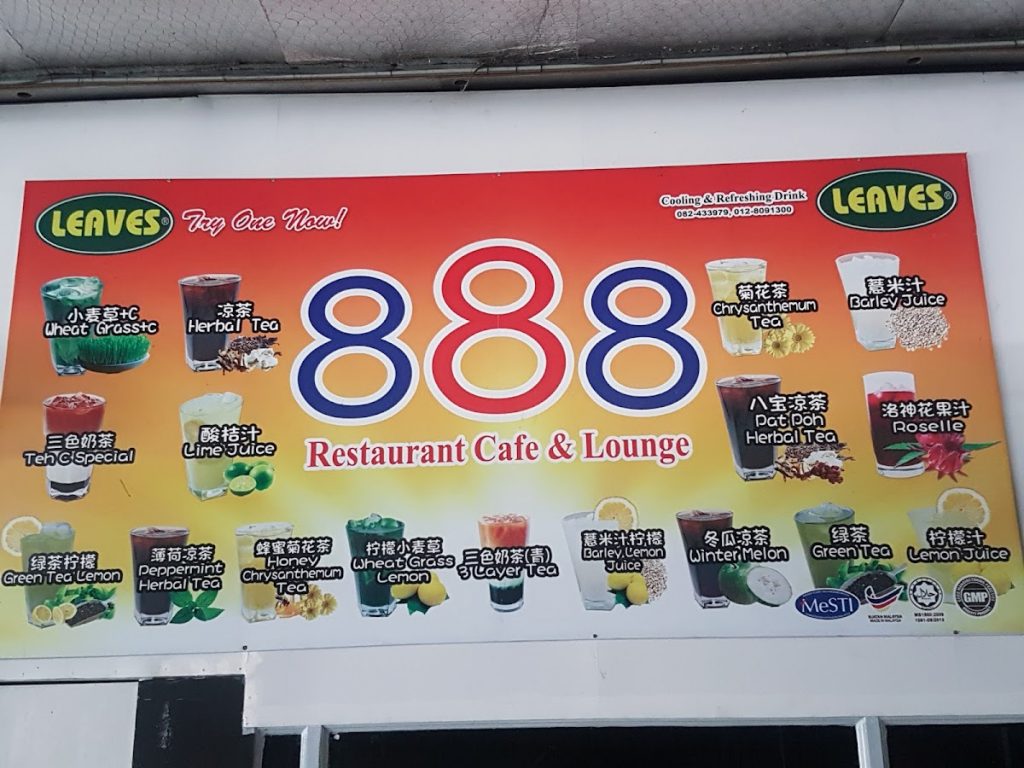 LEAVES®
Try One Now!
Cooling & Refreshing Drink
082-433979, 012-8091300
LEAVES®
888
Restaurant Cafe & Lounge
小麦草+C
Wheat Grass+c
凉茶
Herbal Tea
菊花茶
Chrysanthemum
Tea
薏米汁
Barley Juice
三色奶茶
Teh C Special
酸桔汁
Lime Juice
八宝凉茶
Pat Poh
Herbal Tea
洛神花果汁
Roselle
绿茶柠檬
Green Tea Lemon
薄荷凉茶
Peppermint
Herbal Tea
蜂蜜菊花茶
Honey
Chrysanthemum
Tea
柠檬小麦草
Wheat Grass
Lemon
三色奶茶(青)
3 Layer Tea
薏米汁柠檬
Barley Lemon
Juice
冬瓜凉茶
Winter Melon
绿茶
Green Tea
柠檬汁
Lemon Juice
MeSTI
BUATAN MALAYSIA
MADE IN MALAYSIA
GMP